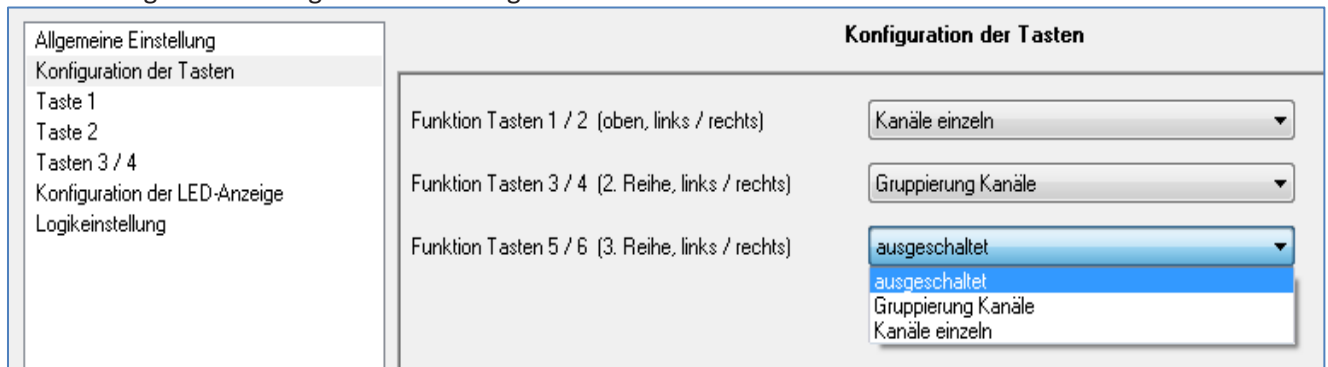 Allgemeine Einstellung
Konfiguration der Tasten
Taste 1
Taste 2
Tasten 3 / 4
Konfiguration der LED-Anzeige
Logikeinstellung
Konfiguration der Tasten
Funktion Tasten 1 / 2 (oben, links / rechts)
Kanäle einzeln
Funktion Tasten 3 / 4 (2. Reihe, links / rechts)
Gruppierung Kanäle
Funktion Tasten 5 / 6 (3. Reihe, links / rechts)
ausgeschaltet
ausgeschaltet
Gruppierung Kanäle
Kanäle einzeln